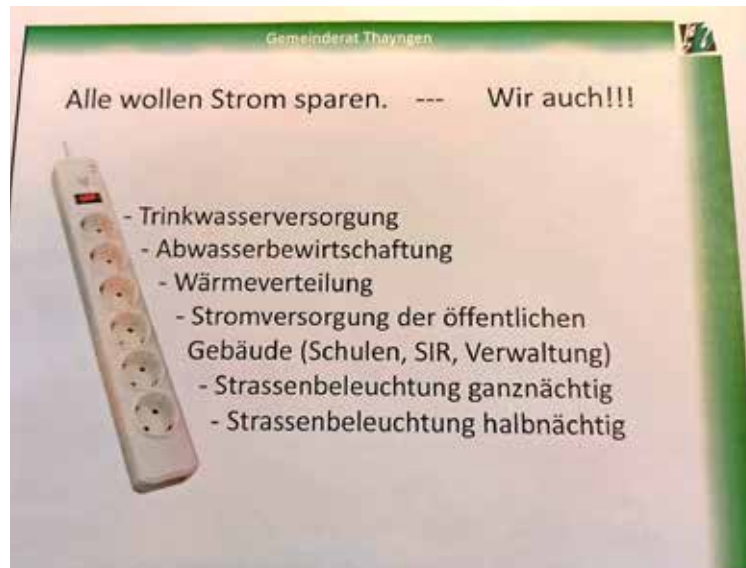 Gemeinderat Thayngen
Alle wollen Strom sparen. --- Wir auch!!!
- Trinkwasserversorgung
- Abwasserbewirtschaftung
- Wärmeverteilung
- Stromversorgung der öffentlichen
Gebäude (Schulen, SIR, Verwaltung)
- Strassenbeleuchtung ganznächtig
- Strassenbeleuchtung halbnächtig